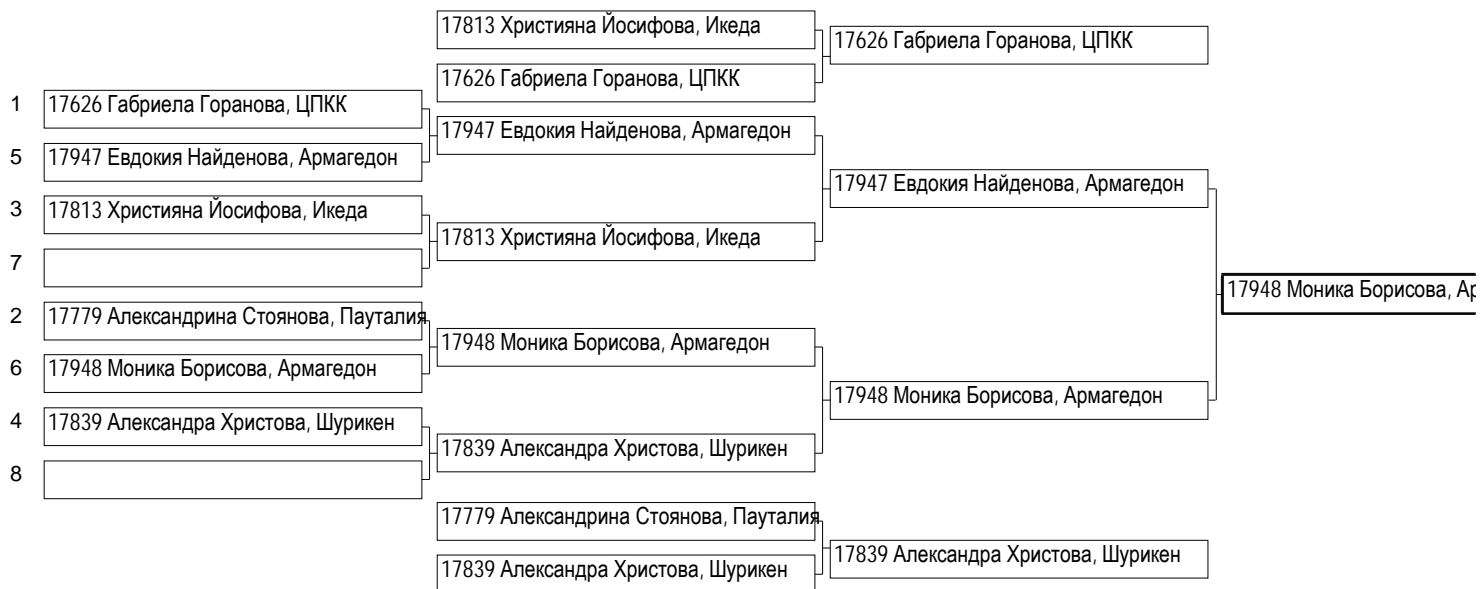 17813 Християна Йосифова, Икеда
17626 Габриела Горанова, ЦПКК
17626 Габриела Горанова, ЦПКК
1 17626 Габриела Горанова, ЦПКК
17947 Евдокия Найденова, Армагедон
5 17947 Евдокия Найденова, Армагедон
17947 Евдокия Найденова, Армагедон
3 17813 Християна Йосифова, Икеда
17813 Християна Йосифова, Икеда
7
17948 Моника Борисова, Ар
2 17779 Александрина Стоянова, Пауталия
17948 Моника Борисова, Армагедон
6 17948 Моника Борисова, Армагедон
17948 Моника Борисова, Армагедон
4 17839 Александра Христова, Шурикен
17839 Александра Христова, Шурикен
8
17779 Александрина Стоянова, Пауталия
17839 Александра Христова, Шурикен
17839 Александра Христова, Шурикен